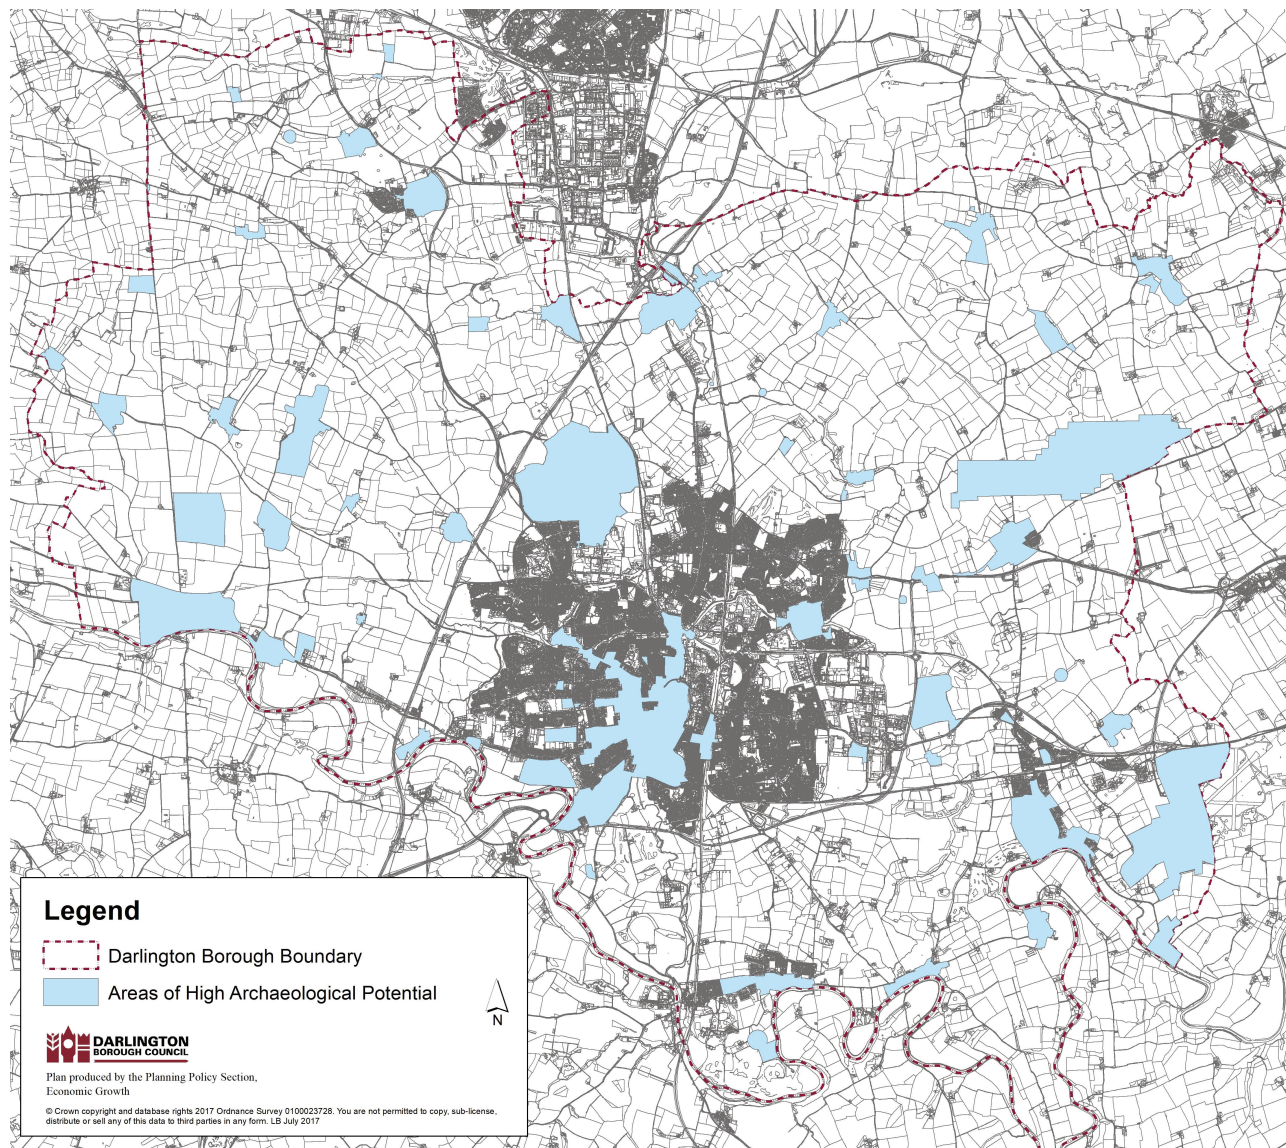 Legend
Darlington Borough Boundary
Areas of High Archaeological Potential
N
DARLINGTON
BOROUGH COUNCIL
Plan produced by the Planning Policy Section,
Economic Growth
© Crown copyright and database rights 2017 Ordnance Survey 0100023728. You are not permitted to copy, sub-license,
distribute or sell any of this data to third parties in any form. LB July 2017